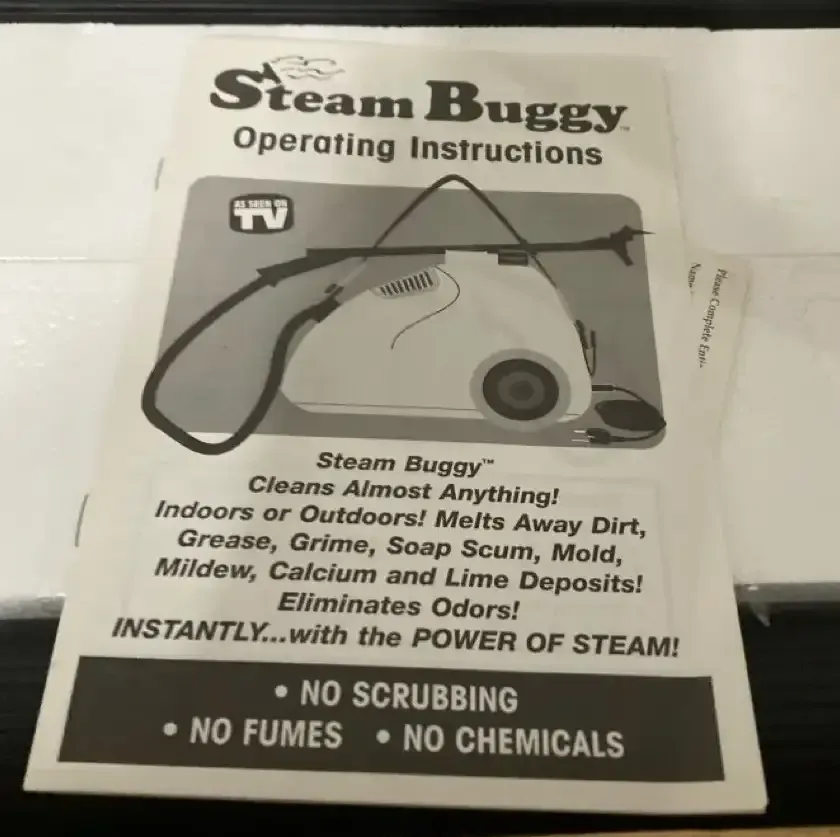 Steam Buggy™
Operating Instructions
AS SEEN ON
TV
Steam Buggy™
Cleans Almost Anything!
Indoors or Outdoors! Melts Away Dirt,
Grease, Grime, Soap Scum, Mold,
Mildew, Calcium and Lime Deposits!
Eliminates Odors!
INSTANTLY...with the POWER OF STEAM!
• NO SCRUBBING
• NO FUMES • NO CHEMICALS
Please Complete